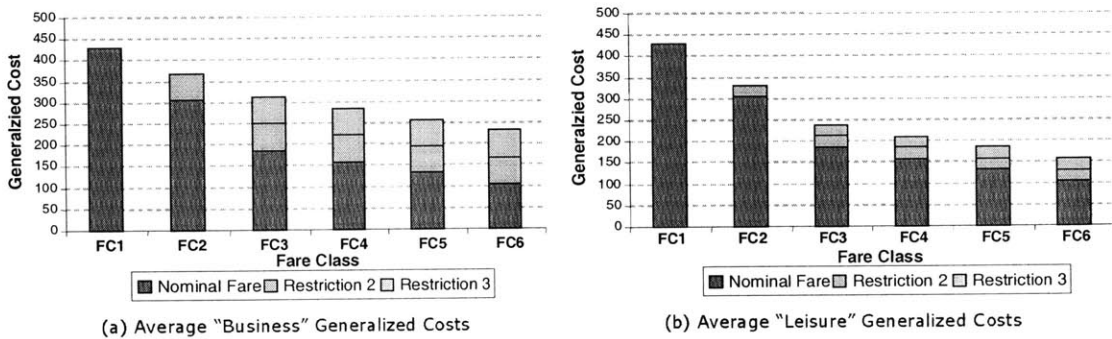 500
450
400
350
300
250
200
150
100
50
0
Generalzied Cost
FC1 FC2 FC3 FC4 FC5 FC6
Fare Class
Nominal Fare Restriction 2 Restriction 3
(a) Average "Business" Generalized Costs
500
450
400
350
300
250
200
150
100
50
0
Generalzied Cost
FC1 FC2 FC3 FC4 FC5 FC6
Fare Class
Nominal Fare Restriction 2 Restriction 3
(b) Average "Leisure" Generalized Costs